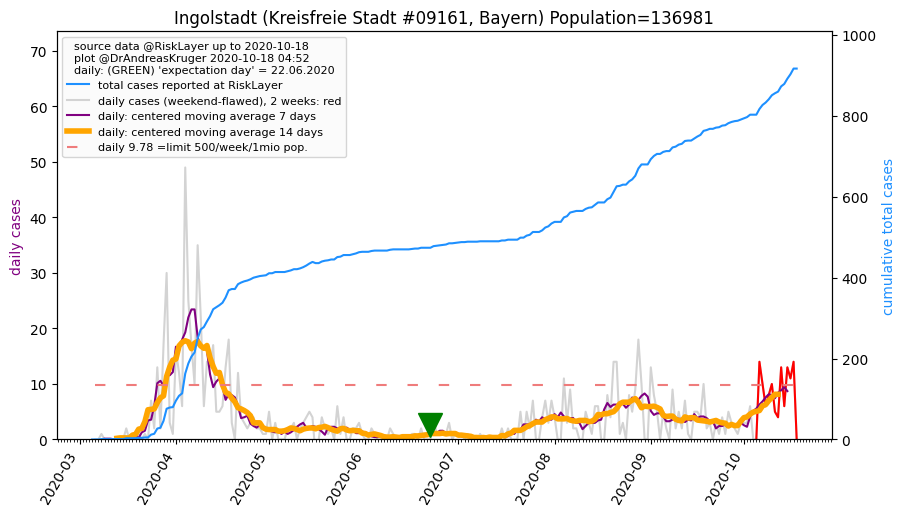 Ingolstadt (Kreisfreie Stadt #09161, Bayern) Population=136981
source data @RiskLayer up to 2020-10-18
plot @DrAndreasKruger 2020-10-18 04:52
daily: (GREEN) 'expectation day' = 22.06.2020
total cases reported at RiskLayer
daily cases (weekend-flawed), 2 weeks: red
daily: centered moving average 7 days
daily: centered moving average 14 days
daily 9.78 =limit 500/week/1mio pop.
daily cases
70
60
50
40
30
20
10
0
cumulative total cases
1000
800
600
400
200
0
2020-03
2020-04
2020-05
2020-06
2020-07
2020-08
2020-09
2020-10